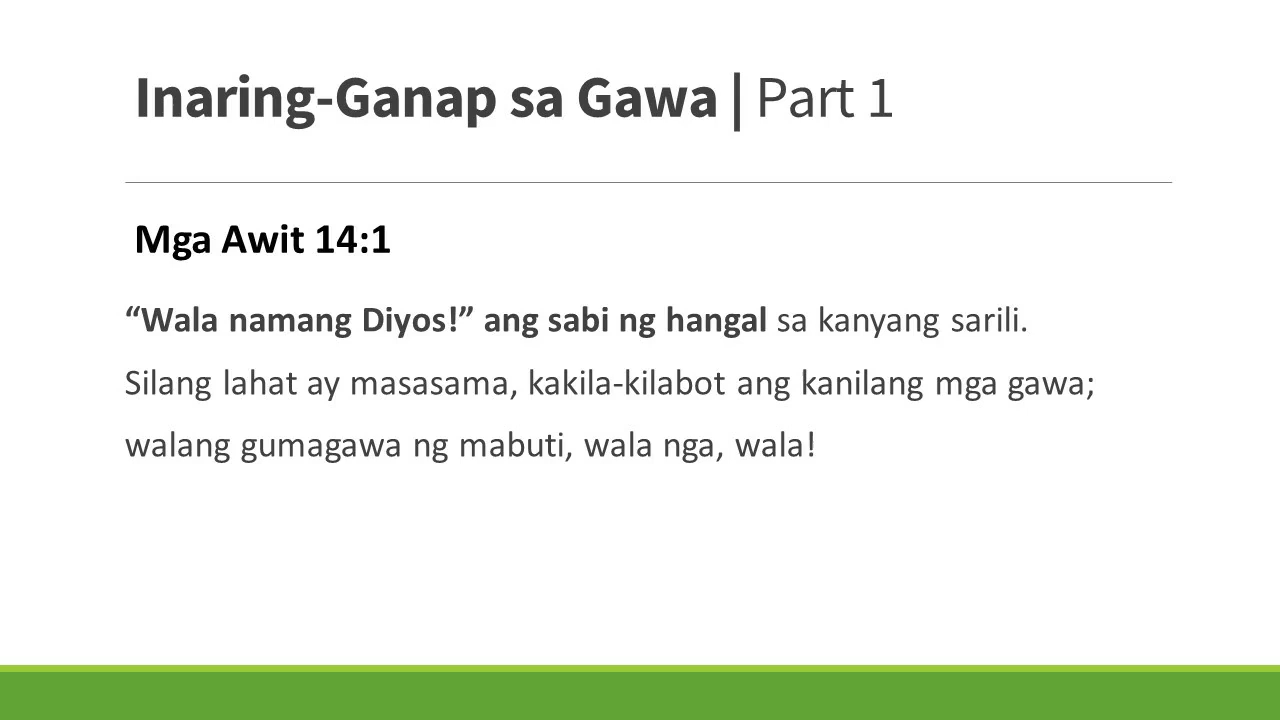 Inaring-Ganap sa Gawa | Part 1
Mga Awit 14:1
“Wala namang Diyos!” ang sabi ng hangal sa kanyang sarili.
Silang lahat ay masasama, kakila-kilabot ang kanilang mga gawa;
walang gumagawa ng mabuti, wala nga, wala!